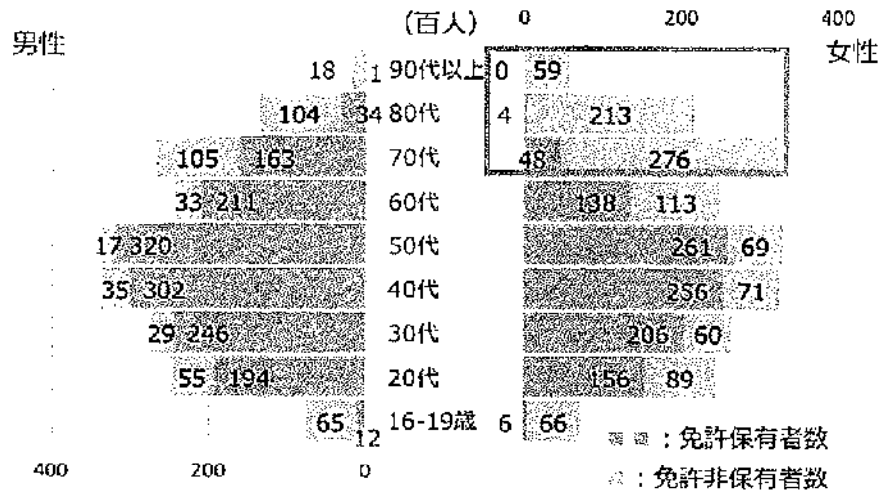 (百人) 0 200 400
男性 女性
18 1 90代以上 0 59
104 34 80代 4 213
105 163 70代 48 276
33 211 60代 138 113
17 320 50代 261 69
35 302 40代 256 71
29 246 30代 206 60
55 194 20代 156 89
65 12 16-19歳 6 66
:免許保有者数
400 200 0
:免許非保有者数